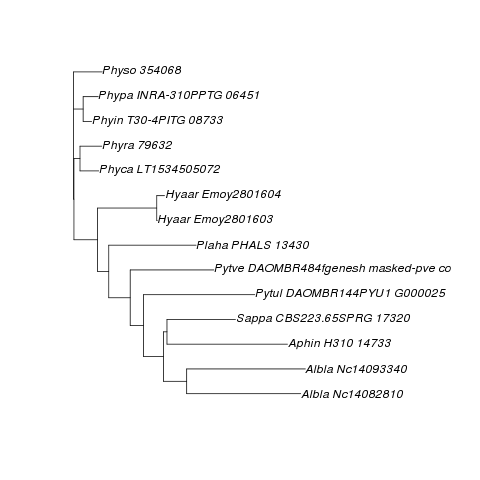 Physo 354068
Phypa INRA-310PPTG 06451
Phyin T30-4PITG 08733
Phyra 79632
Phyca LT1534505072
Hyaar Emoy2801604
Hyaar Emoy2801603
Plaha PHALS 13430
Pytve DAOMBR484fgenesh masked-pve co
Pytul DAOMBR144PYU1 G000025
Sappa CBS223.65SPRG 17320
Aphin H310 14733
Albla Nc14093340
Albla Nc14082810